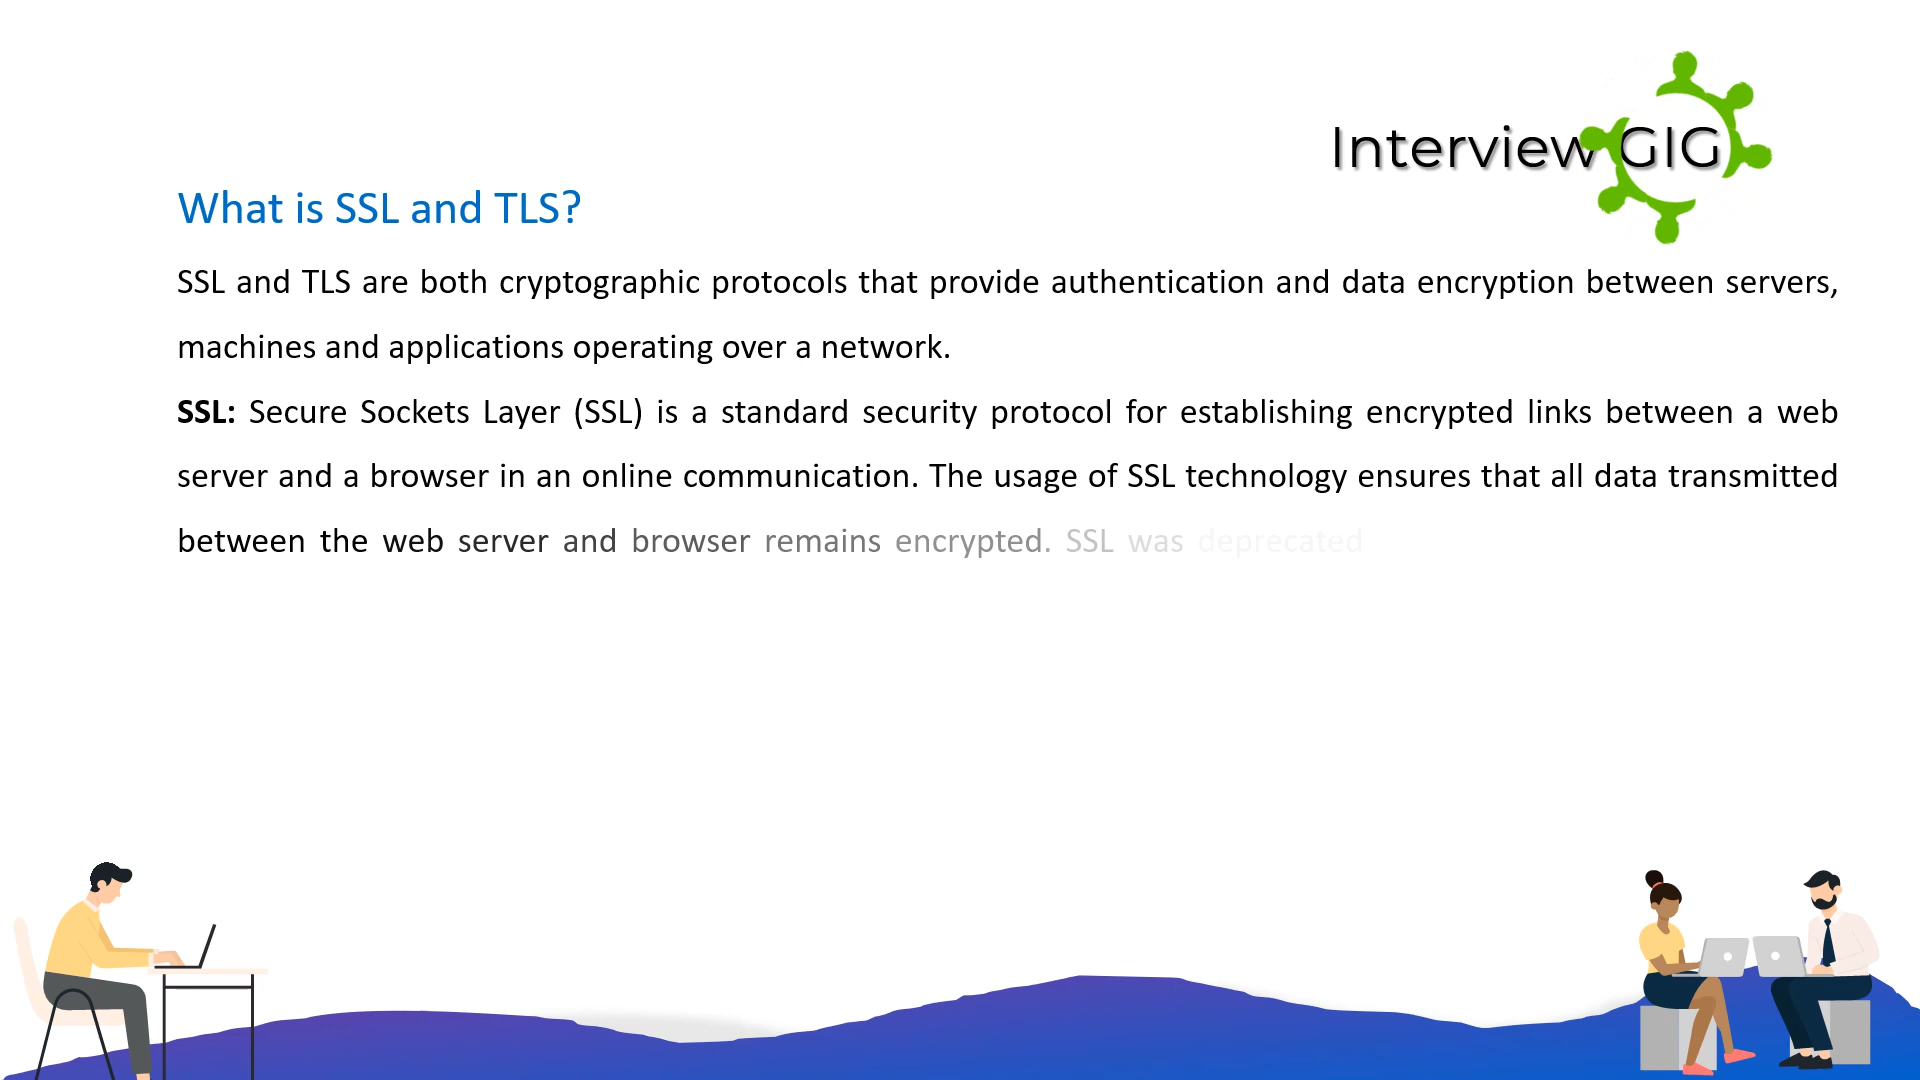 Interview GIG
What is SSL and TLS?
SSL and TLS are both cryptographic protocols that provide authentication and data encryption between servers,
machines and applications operating over a network.
SSL: Secure Sockets Layer (SSL) is a standard security protocol for establishing encrypted links between a web
server and a browser in an online communication. The usage of SSL technology ensures that all data transmitted
between the web server and browser remains encrypted. SSL was deprecated